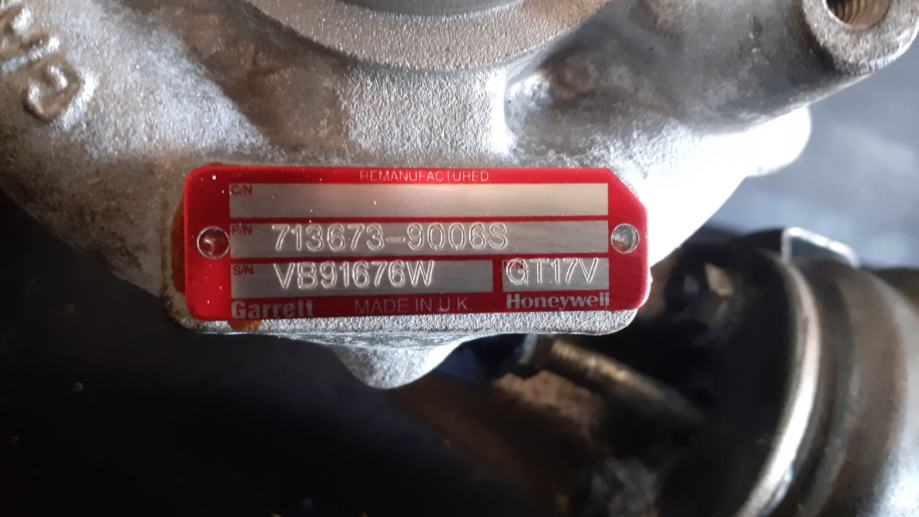 REMANUFACTURED
C/N
P/N 713673-9006S
S/N VB91676W GT17V
Garrett MADE IN U K Honeywell